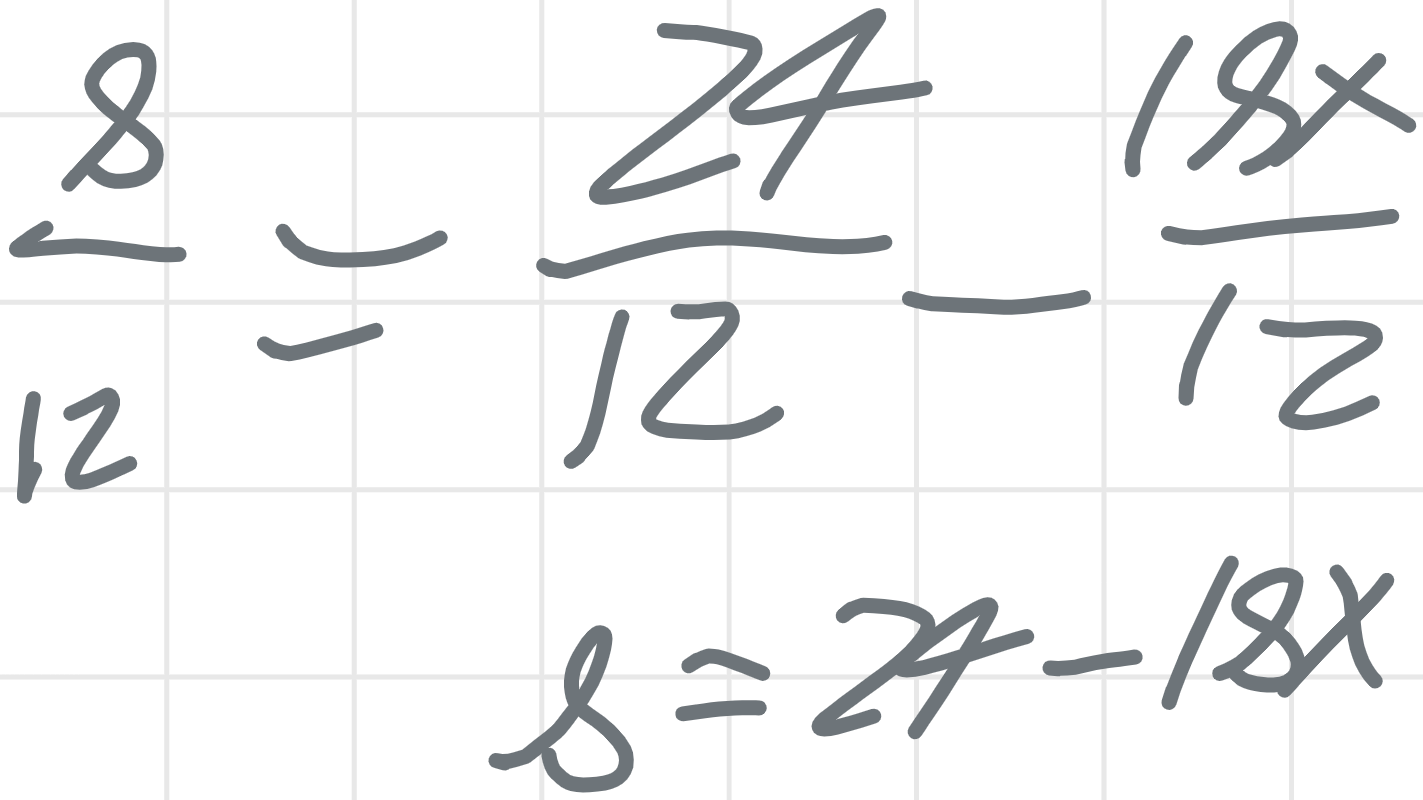 8/12 = 24/12 - 18x/12
8 = 24 - 18x